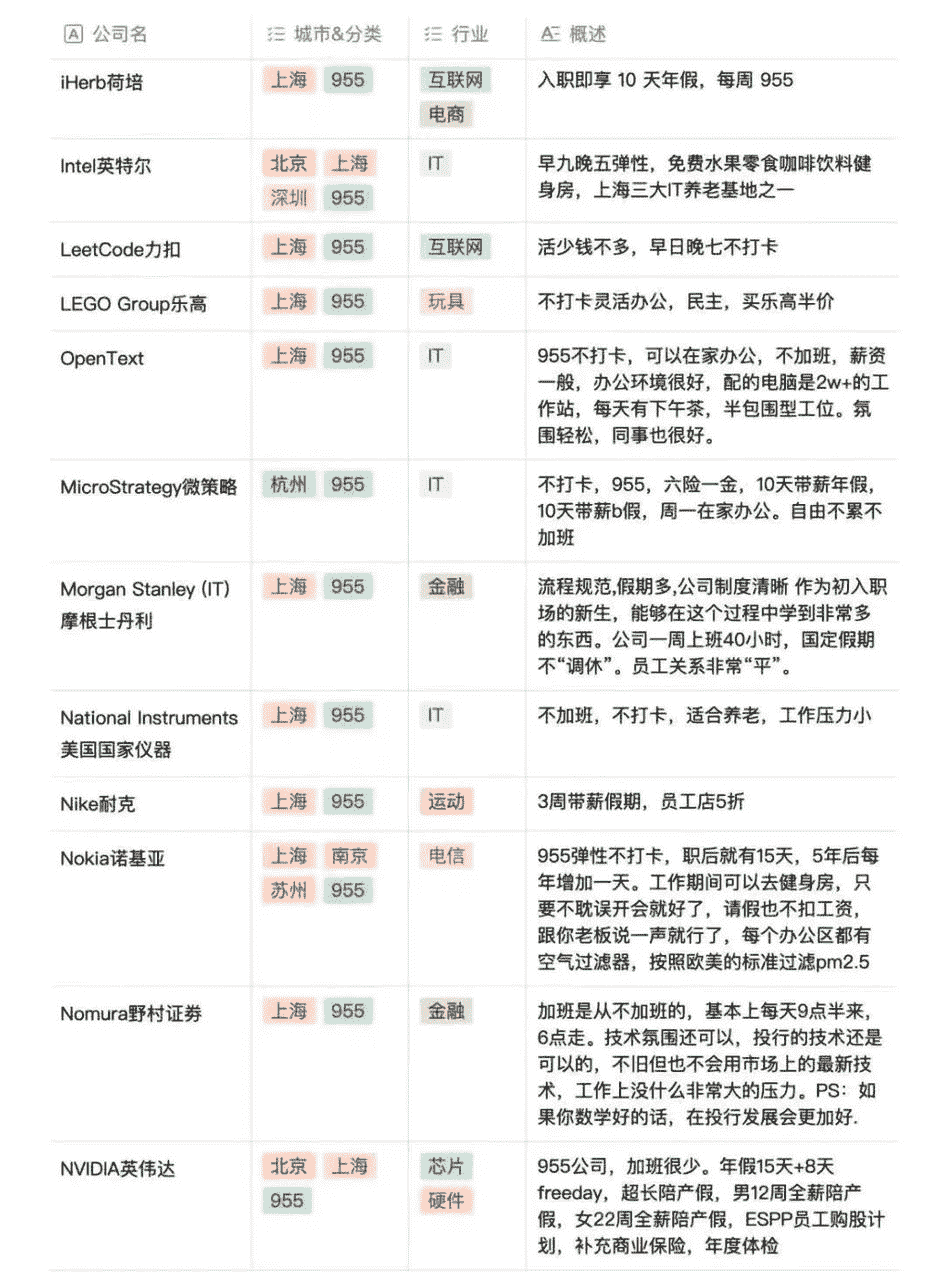 公司名 城市&分类 行业 概述
iHerb荷培 上海 955 互联网 入职即享 10 天年假，每周 955
电商
Intel英特尔 北京 上海 IT 早九晚五弹性，免费水果零食咖啡饮料健
深圳 955 身房，上海三大IT养老基地之一
LeetCode力扣 上海 955 互联网 活少钱不多，早日晚七不打卡
LEGO Group乐高 上海 955 玩具 不打卡灵活办公，民主，买乐高半价
OpenText 上海 955 IT 955不打卡，可以在家办公，不加班，薪资
一般，办公环境很好，配的电脑是2w+的工
作站，每天有下午茶，半包围型工位。氛
围轻松，同事也很好。
MicroStrategy微策略 杭州 955 IT 不打卡，955，六险一金，10天带薪年假，
10天带薪b假，周一在家办公。自由不累不
加班
Morgan Stanley (IT) 上海 955 金融 流程规范,假期多,公司制度清晰 作为初入职
摩根士丹利 场的新生，能够在这个过程中学到非常多
的东西。公司一周上班40小时，国定假期
不“调休”。员工关系非常“平”。
National Instruments 上海 955 IT 不加班，不打卡，适合养老，工作压力小
美国国家仪器
Nike耐克 上海 955 运动 3周带薪假期，员工店5折
Nokia诺基亚 上海 南京 电信 955弹性不打卡，职后就有15天，5年后每
苏州 955 年增加一天。工作期间可以去健身房，只
要不耽误开会就好了，请假也不扣工资，
跟你老板说一声就行了，每个办公区都有
空气过滤器，按照欧美的标准过滤pm2.5
Nomura野村证券 上海 955 金融 加班是从不加班的，基本上每天9点半来，
6点走。技术氛围还可以，投行的技术还是
可以的，不旧但也不会用市场上的最新技
术，工作上没什么非常大的压力。PS：如
果你数学好的话，在投行发展会更加好.
NVIDIA英伟达 北京 上海 芯片 955公司，加班很少。年假15天+8天
955 硬件 freeday，超长陪产假，男12周全薪陪产
假，女22周全薪陪产假，ESPP员工购股计
划，补充商业保险，年度体检